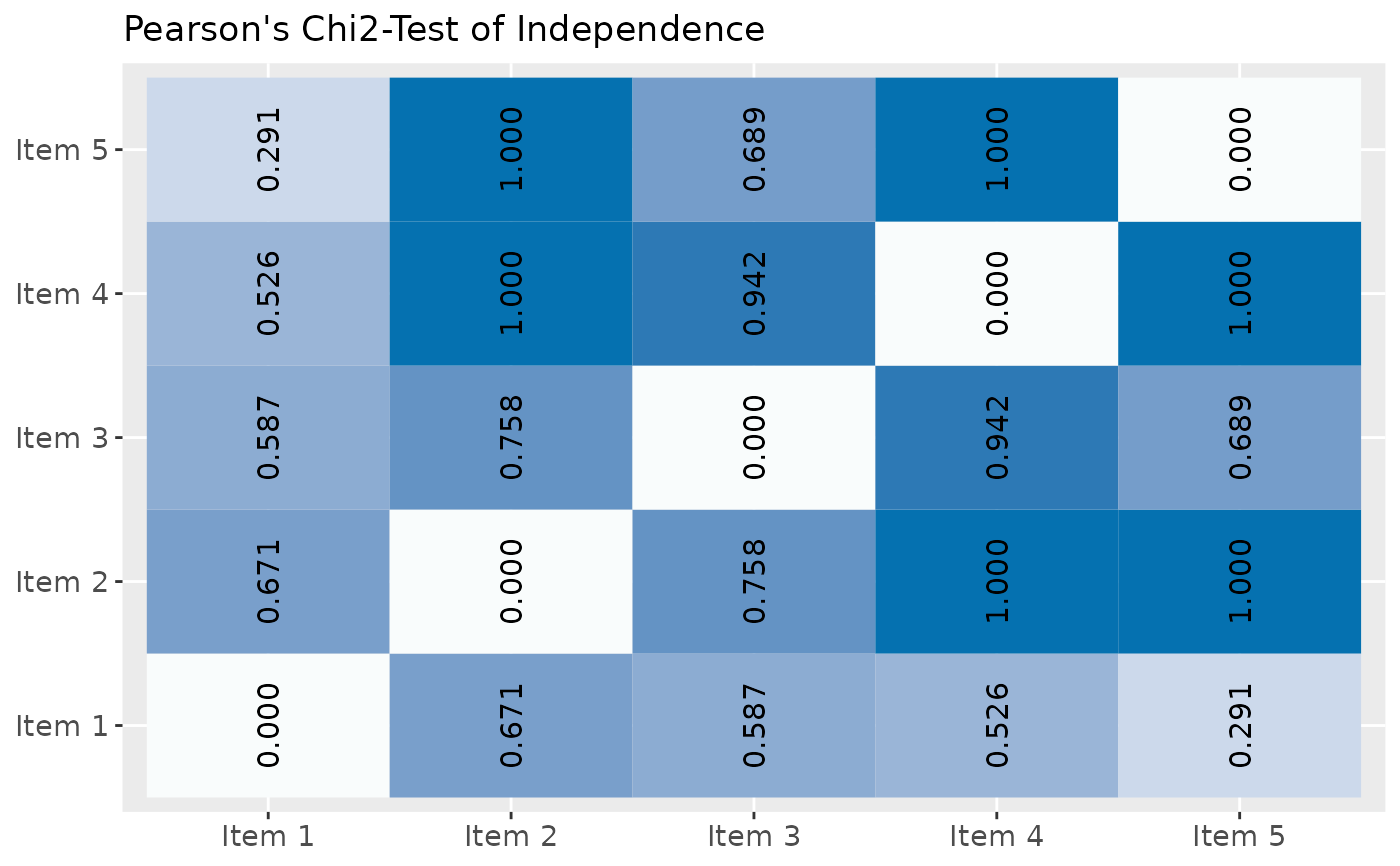 Pearson's Chi2-Test of Independence
Item 5 0.291 1.000 0.689 1.000 0.000
Item 4 0.526 1.000 0.942 0.000 1.000
Item 3 0.587 0.758 0.000 0.942 0.689
Item 2 0.671 0.000 0.758 1.000 1.000
Item 1 0.000 0.671 0.587 0.526 0.291
Item 1 Item 2 Item 3 Item 4 Item 5